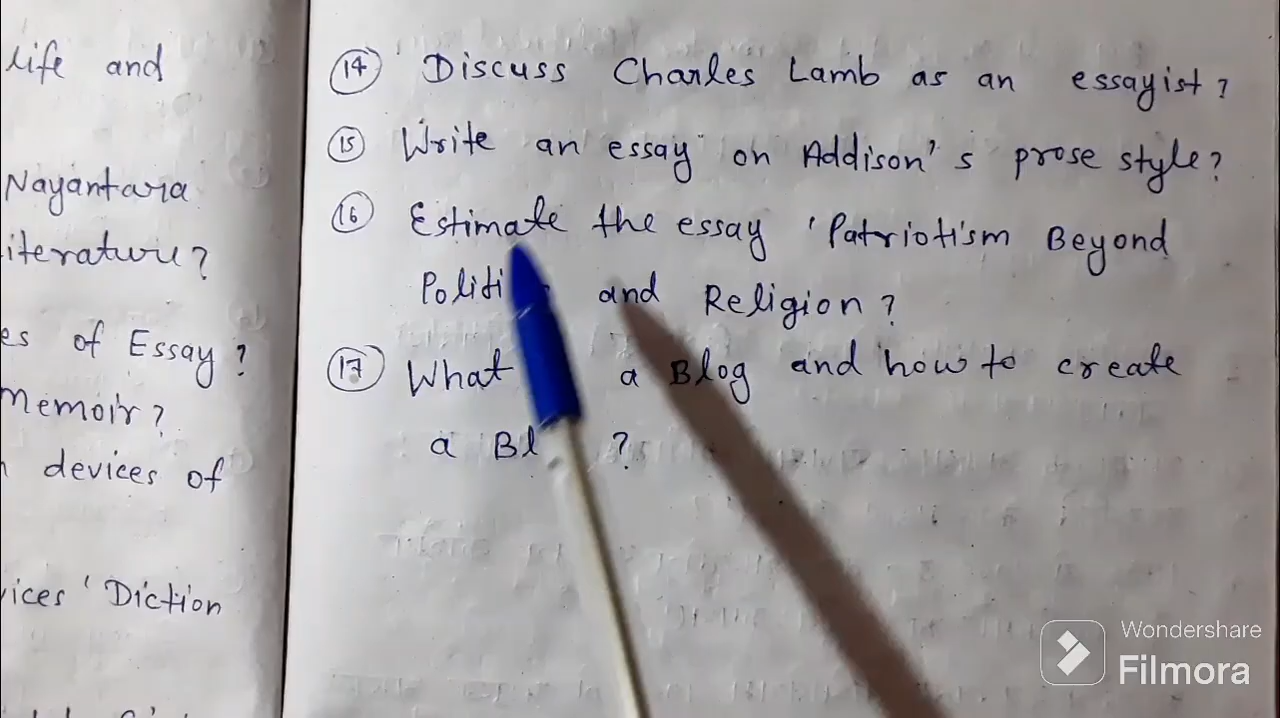 life and
Nayantara
iterature?
es of Essay?
Memoir?
devices of
ices 'Diction
14 Discuss Charles Lamb as an essayist?
15 Write an essay on Addison's prose style?
16 Estimate the essay 'Patriotism Beyond
and Religion?
17 What a Blog and how to create
a ?
Wondershare
Filmora